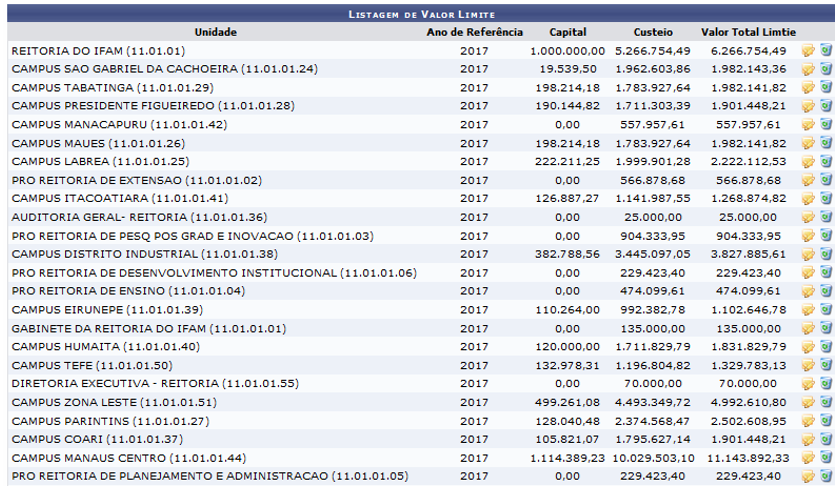 Listagem de Valor Limite
Unidade Ano de Referência Capital Custeio Valor Total Limtie
REITORIA DO IFAM (11.01.01) 2017 1.000.000,00 5.266.754,49 6.266.754,49
CAMPUS SAO GABRIEL DA CACHOEIRA (11.01.01.24) 2017 19.539,50 1.962.603,86 1.982.143,36
CAMPUS TABATINGA (11.01.01.29) 2017 198.214,18 1.783.927,64 1.982.141,82
CAMPUS PRESIDENTE FIGUEIREDO (11.01.01.28) 2017 190.144,82 1.711.303,39 1.901.448,21
CAMPUS MANACAPURU (11.01.01.42) 2017 0,00 557.957,61 557.957,61
CAMPUS MAUES (11.01.01.26) 2017 198.214,18 1.783.927,64 1.982.141,82
CAMPUS LABREA (11.01.01.25) 2017 222.211,25 1.999.901,28 2.222.112,53
PRO REITORIA DE EXTENSAO (11.01.01.02) 2017 0,00 566.878,68 566.878,68
CAMPUS ITACOATIARA (11.01.01.41) 2017 126.887,27 1.141.987,55 1.268.874,82
AUDITORIA GERAL- REITORIA (11.01.01.36) 2017 0,00 25.000,00 25.000,00
PRO REITORIA DE PESQ POS GRAD E INOVACAO (11.01.01.03) 2017 0,00 904.333,95 904.333,95
CAMPUS DISTRITO INDUSTRIAL (11.01.01.38) 2017 382.788,56 3.445.097,05 3.827.885,61
PRO REITORIA DE DESENVOLVIMENTO INSTITUCIONAL (11.01.01.06) 2017 0,00 229.423,40 229.423,40
PRO REITORIA DE ENSINO (11.01.01.04) 2017 0,00 474.099,61 474.099,61
CAMPUS EIRUNEPE (11.01.01.39) 2017 110.264,00 992.382,78 1.102.646,78
GABINETE DA REITORIA DO IFAM (11.01.01.01) 2017 0,00 135.000,00 135.000,00
CAMPUS HUMAITA (11.01.01.40) 2017 120.000,00 1.711.829,79 1.831.829,79
CAMPUS TEFE (11.01.01.50) 2017 132.978,31 1.196.804,82 1.329.783,13
DIRETORIA EXECUTIVA - REITORIA (11.01.01.55) 2017 0,00 70.000,00 70.000,00
CAMPUS ZONA LESTE (11.01.01.51) 2017 499.261,08 4.493.349,72 4.992.610,80
CAMPUS PARINTINS (11.01.01.27) 2017 128.040,48 2.374.568,47 2.502.608,95
CAMPUS COARI (11.01.01.37) 2017 105.821,07 1.795.627,14 1.901.448,21
CAMPUS MANAUS CENTRO (11.01.01.44) 2017 1.114.389,23 10.029.503,10 11.143.892,33
PRO REITORIA DE PLANEJAMENTO E ADMINISTRACAO (11.01.01.05) 2017 0,00 229.423,40 229.423,40